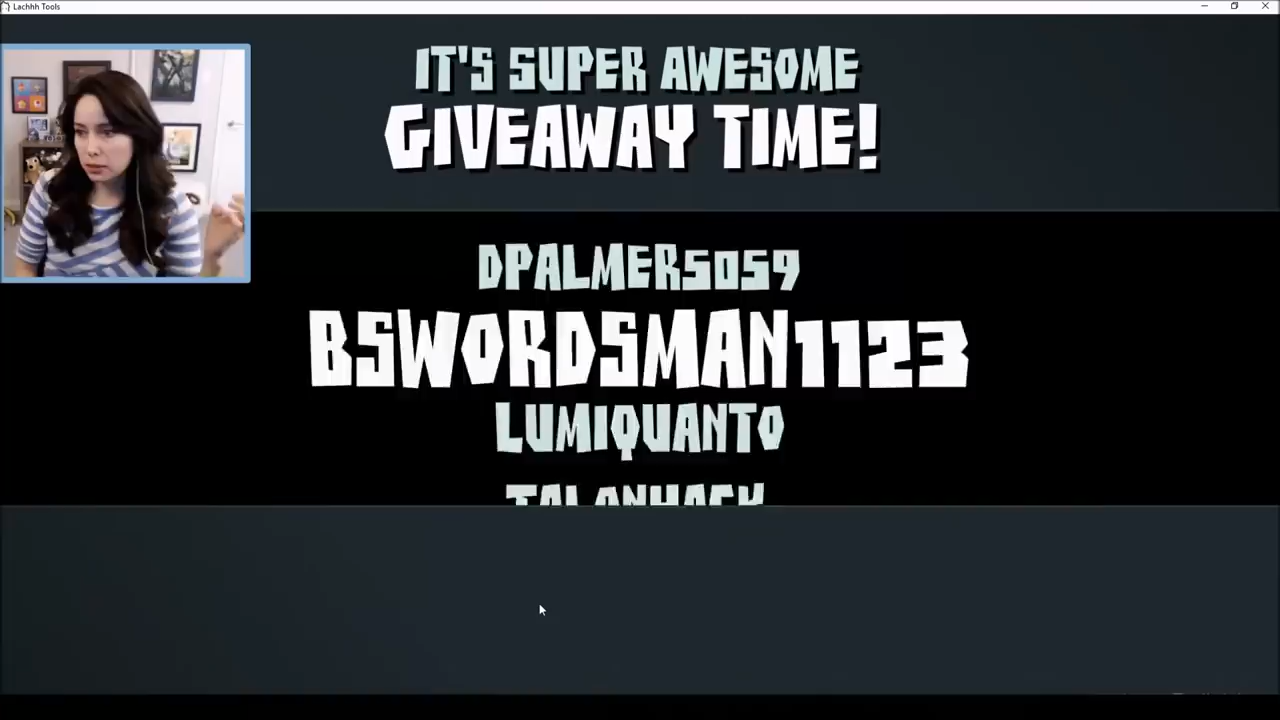 Lachhh Tools
IT'S SUPER AWESOME
GIVEAWAY TIME!
DPALMER5059
BSWORDSMAN1123
LUMIQUANTO